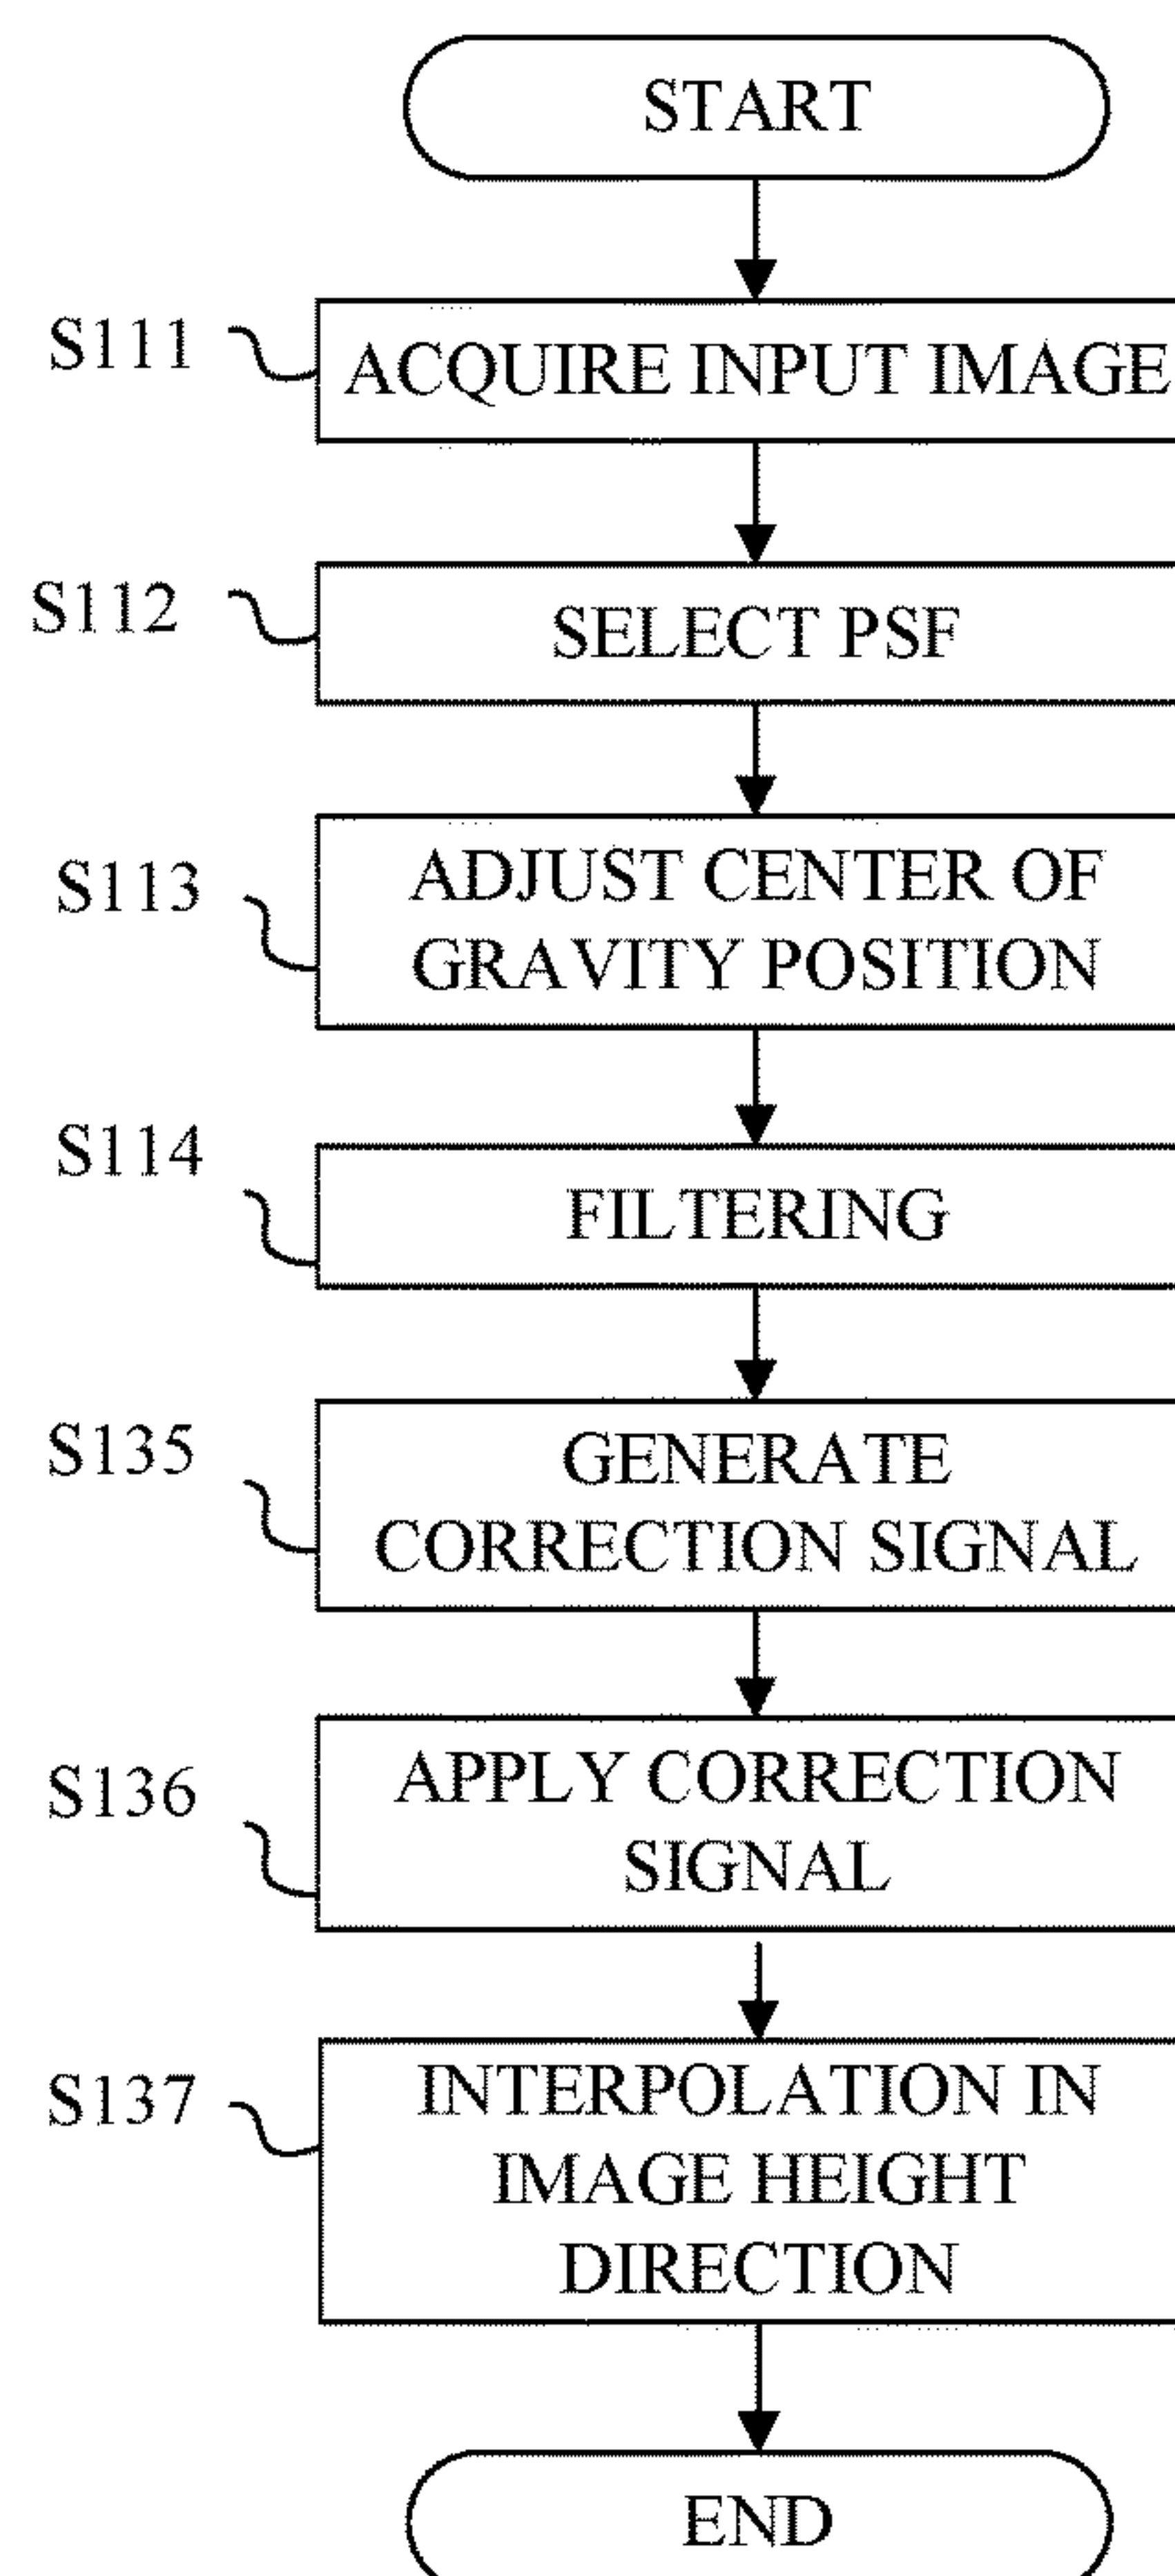 START
S111
ACQUIRE INPUT IMAGE
S112
SELECT PSF
S113
ADJUST CENTER OF
GRAVITY POSITION
S114
FILTERING
S135
GENERATE
CORRECTION SIGNAL
S136
APPLY CORRECTION
SIGNAL
S137
INTERPOLATION IN
IMAGE HEIGHT
DIRECTION
END